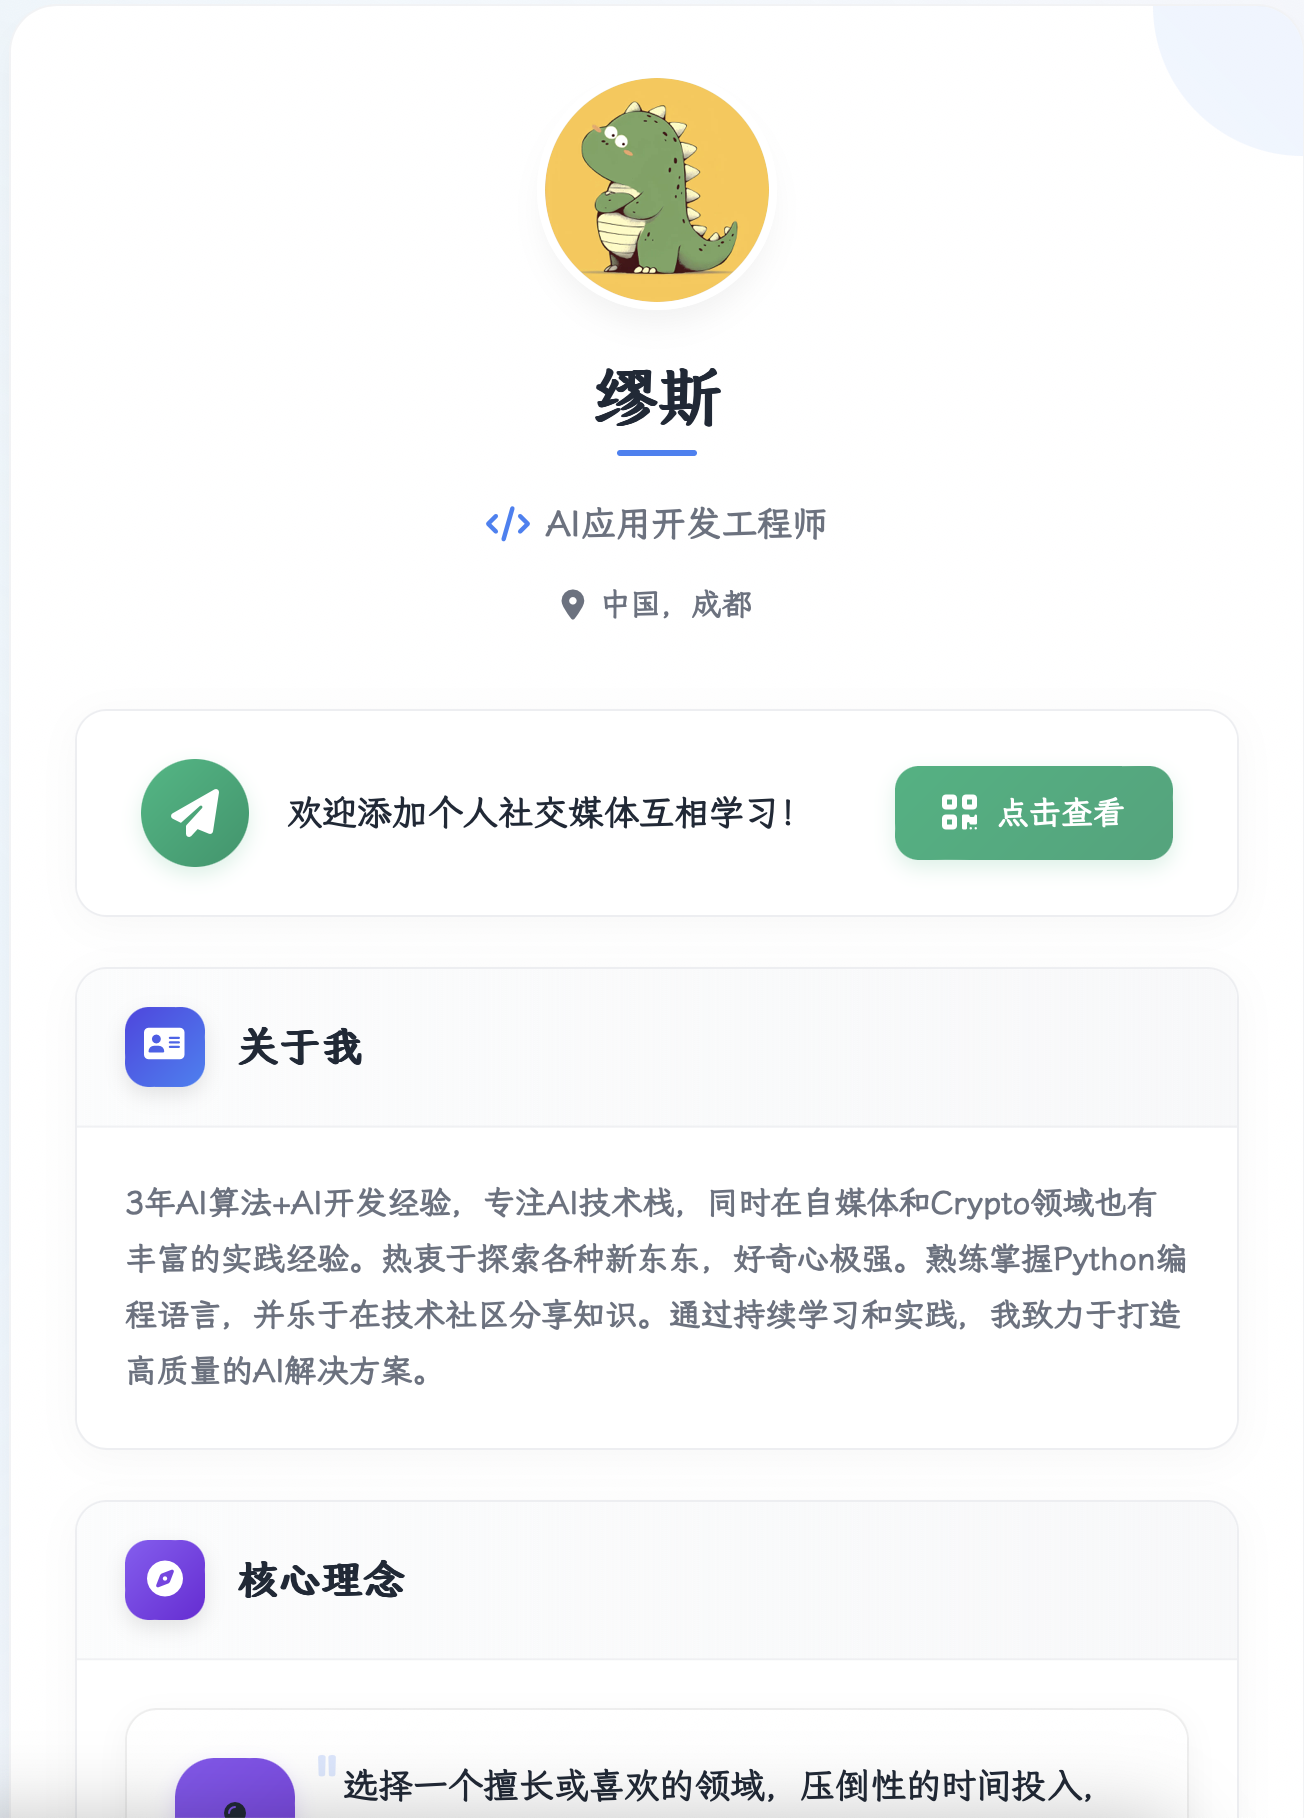 缪斯
AI应用开发工程师
中国，成都
欢迎添加个人社交媒体互相学习！
点击查看
关于我
3年AI算法+AI开发经验，专注AI技术栈，同时在自媒体和Crypto领域也有
丰富的实践经验。热衷于探索各种新东东，好奇心极强。熟练掌握Python编
程语言，并乐于在技术社区分享知识。通过持续学习和实践，我致力于打造
高质量的AI解决方案。
核心理念
"选择一个擅长或喜欢的领域，压倒性的时间投入，